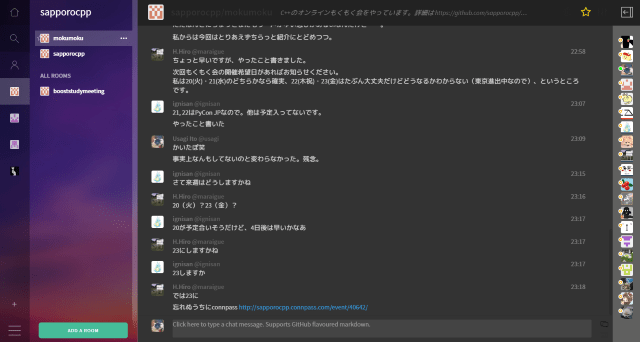 sapporocpp
mokumoku
sapporocpp
ALL ROOMS
booststudymeeting
ADD A ROOM
sapporocpp/mokumoku
C++のオンラインもくもく会をやっています。詳細は https://github.com/sapporocpp/...
私からは今回はとりあえずちらっと紹介にとどめつつ。
H.Hiro @maraigue
22:58
ちょっと早いですが、やったこと書きました。
次回もくもく会の開催希望日があればお知らせください。
私は20(火)・21(水)のどちらかなら確実、22(木祝)・23(金)はたぶん大丈夫だけどどうなるかわからない（東京進出中なので）、というところ
です。
ignisan @ignisan
23:07
21,22はPyCon JPなので。他は予定入ってないです。
やったこと書いた
Usagi Ito @usagi
23:09
かいたぽ笑
事実上なんもしてないのと変わらなかった。残念。
ignisan @ignisan
23:15
さて来週はどうしますかね
H.Hiro @maraigue
23:16
20（火）？23（金）？
ignisan @ignisan
23:17
20が予定合いそうだけど、4日後は早いかなあ
H.Hiro @maraigue
23:17
23にしますかね
ignisan @ignisan
23:17
23しますか
H.Hiro @maraigue
23:18
では23に
忘れぬうちにconnpass http://sapporocpp.connpass.com/event/40642/
Click here to type a chat message. Supports GitHub flavoured markdown.